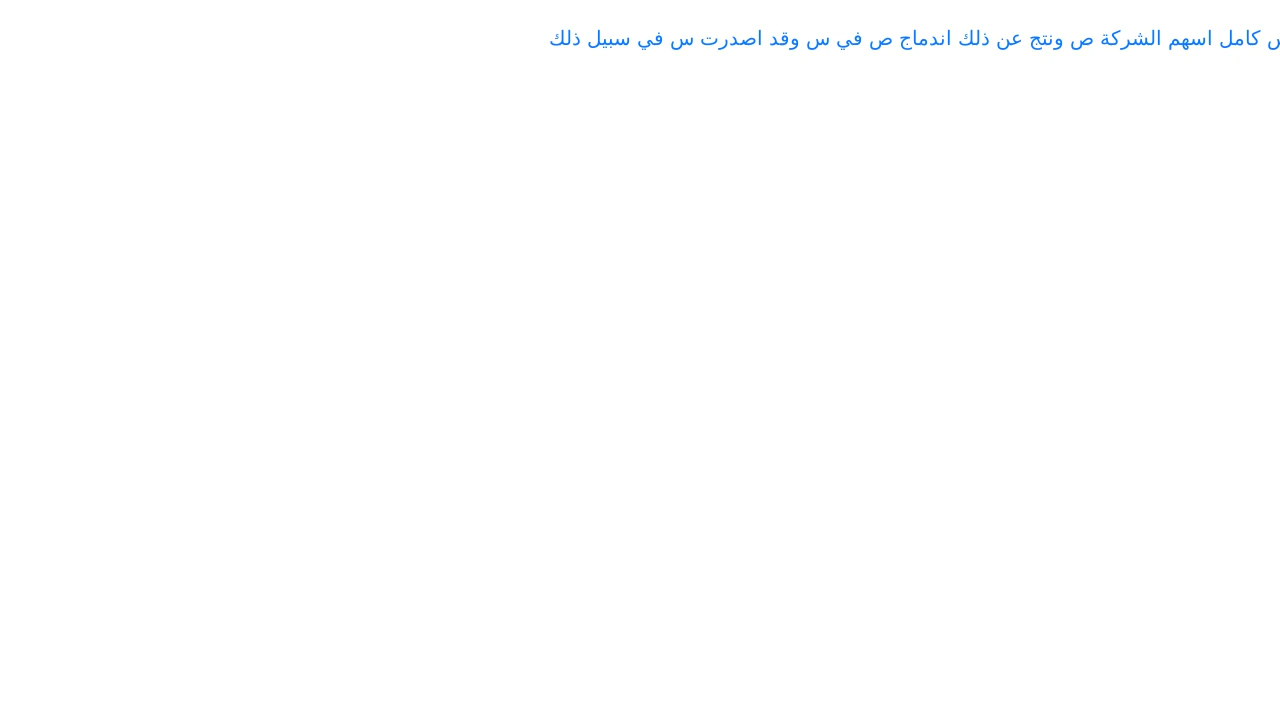 كامل اسهم الشركة ص ونتج عن ذلك اندماج ص في س وقد اصدرت س في سبيل ذلك